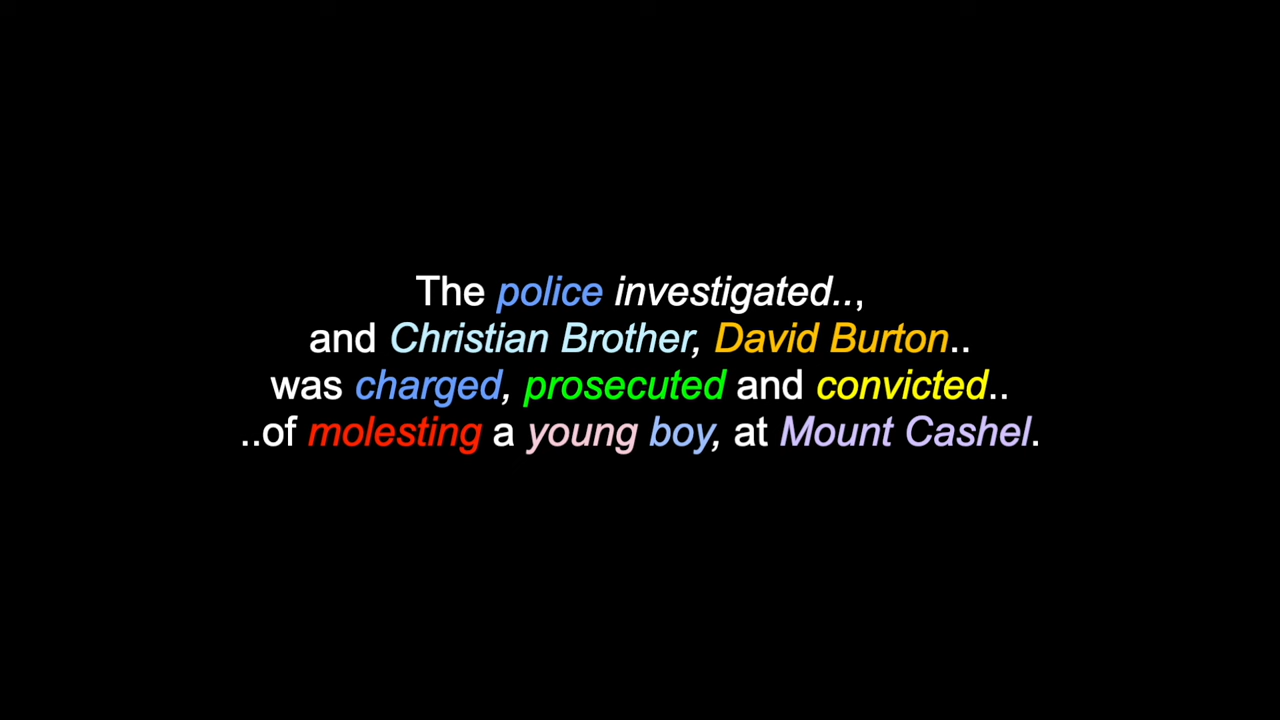 The police investigated..,
and Christian Brother, David Burton..
was charged, prosecuted and convicted..
..of molesting a young boy, at Mount Cashel.